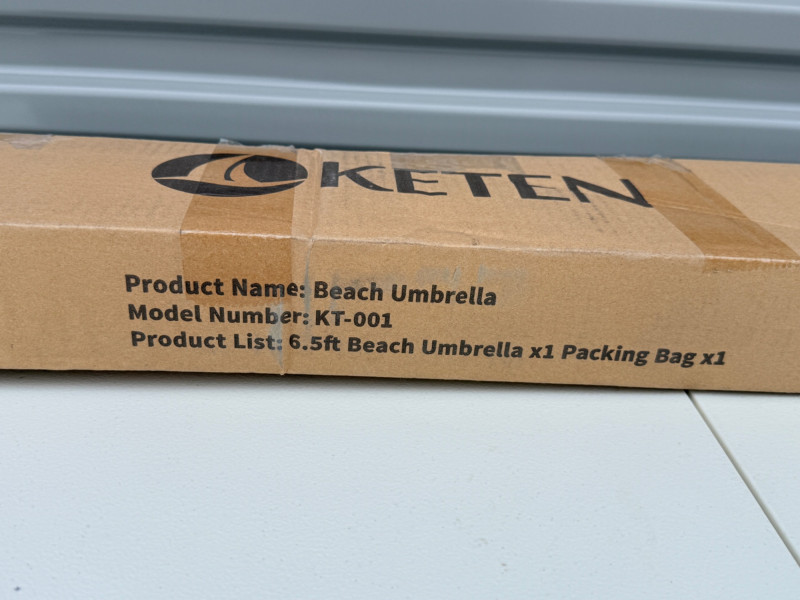 KETEN
Product Name: Beach Umbrella
Model Number: KT-001
Product List: 6.5ft Beach Umbrella x1 Packing Bag x1